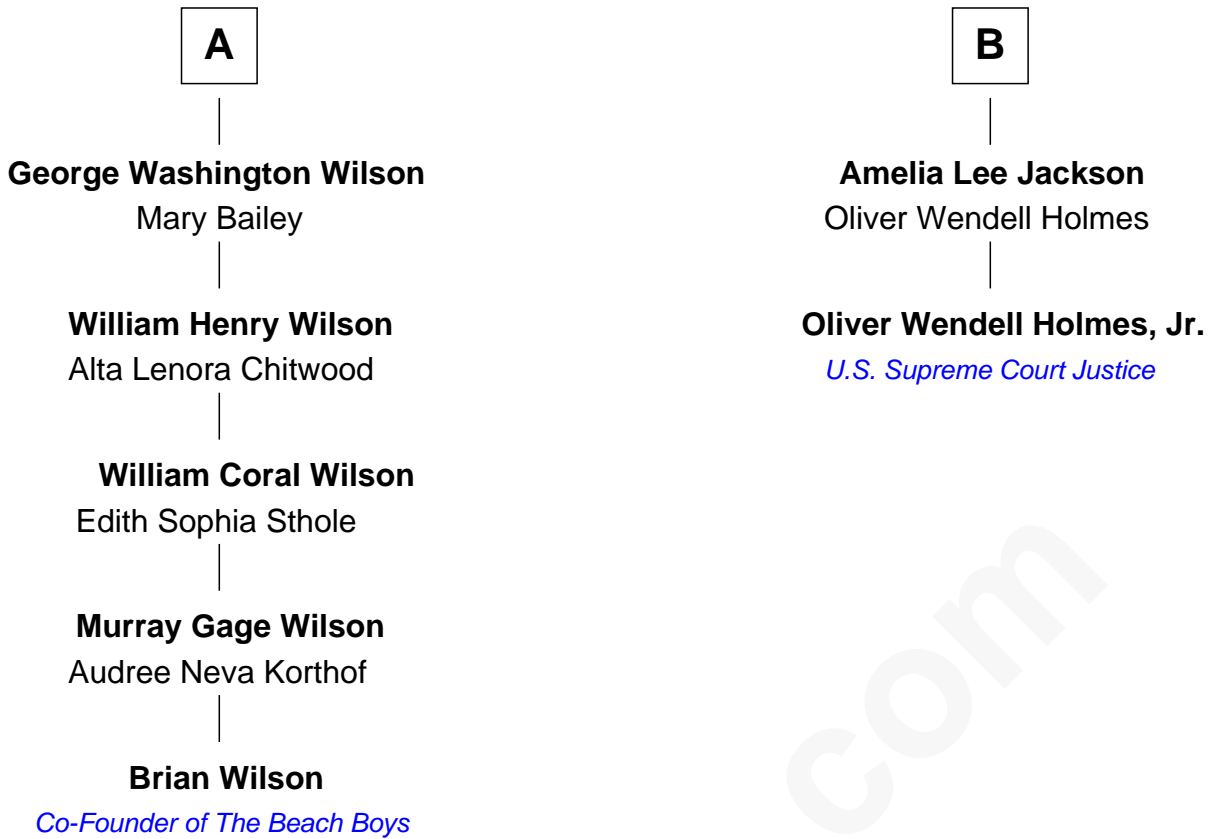 A
George Washington Wilson
Mary Bailey
William Henry Wilson
Alta Lenora Chitwood
William Coral Wilson
Edith Sophia Sthole
Murray Gage Wilson
Audree Neva Korthof
Brian Wilson
Co-Founder of The Beach Boys
B
Amelia Lee Jackson
Oliver Wendell Holmes
Oliver Wendell Holmes, Jr.
U.S. Supreme Court Justice
com